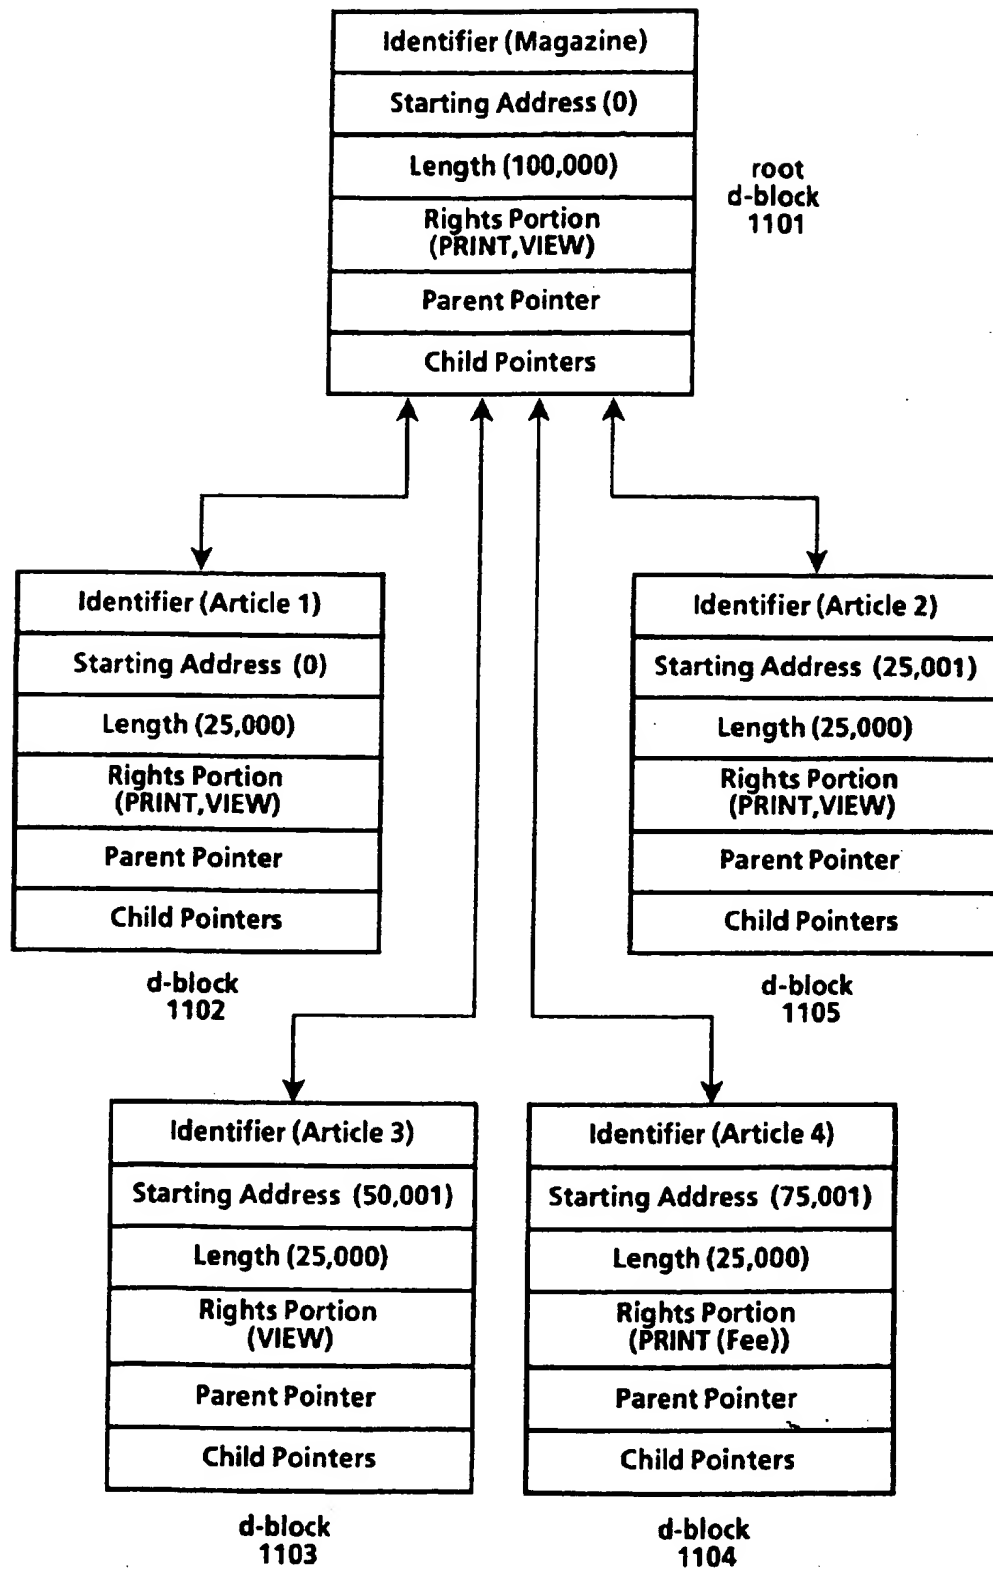 Identifier (Magazine)
Starting Address (0)
Length (100,000)
Rights Portion
(PRINT,VIEW)
Parent Pointer
Child Pointers
root
d-block
1101
Identifier (Article 1)
Starting Address (0)
Length (25,000)
Rights Portion
(PRINT,VIEW)
Parent Pointer
Child Pointers
d-block
1102
Identifier (Article 2)
Starting Address (25,001)
Length (25,000)
Rights Portion
(PRINT,VIEW)
Parent Pointer
Child Pointers
d-block
1105
Identifier (Article 3)
Starting Address (50,001)
Length (25,000)
Rights Portion
(VIEW)
Parent Pointer
Child Pointers
d-block
1103
Identifier (Article 4)
Starting Address (75,001)
Length (25,000)
Rights Portion
(PRINT (Fee))
Parent Pointer
Child Pointers
d-block
1104